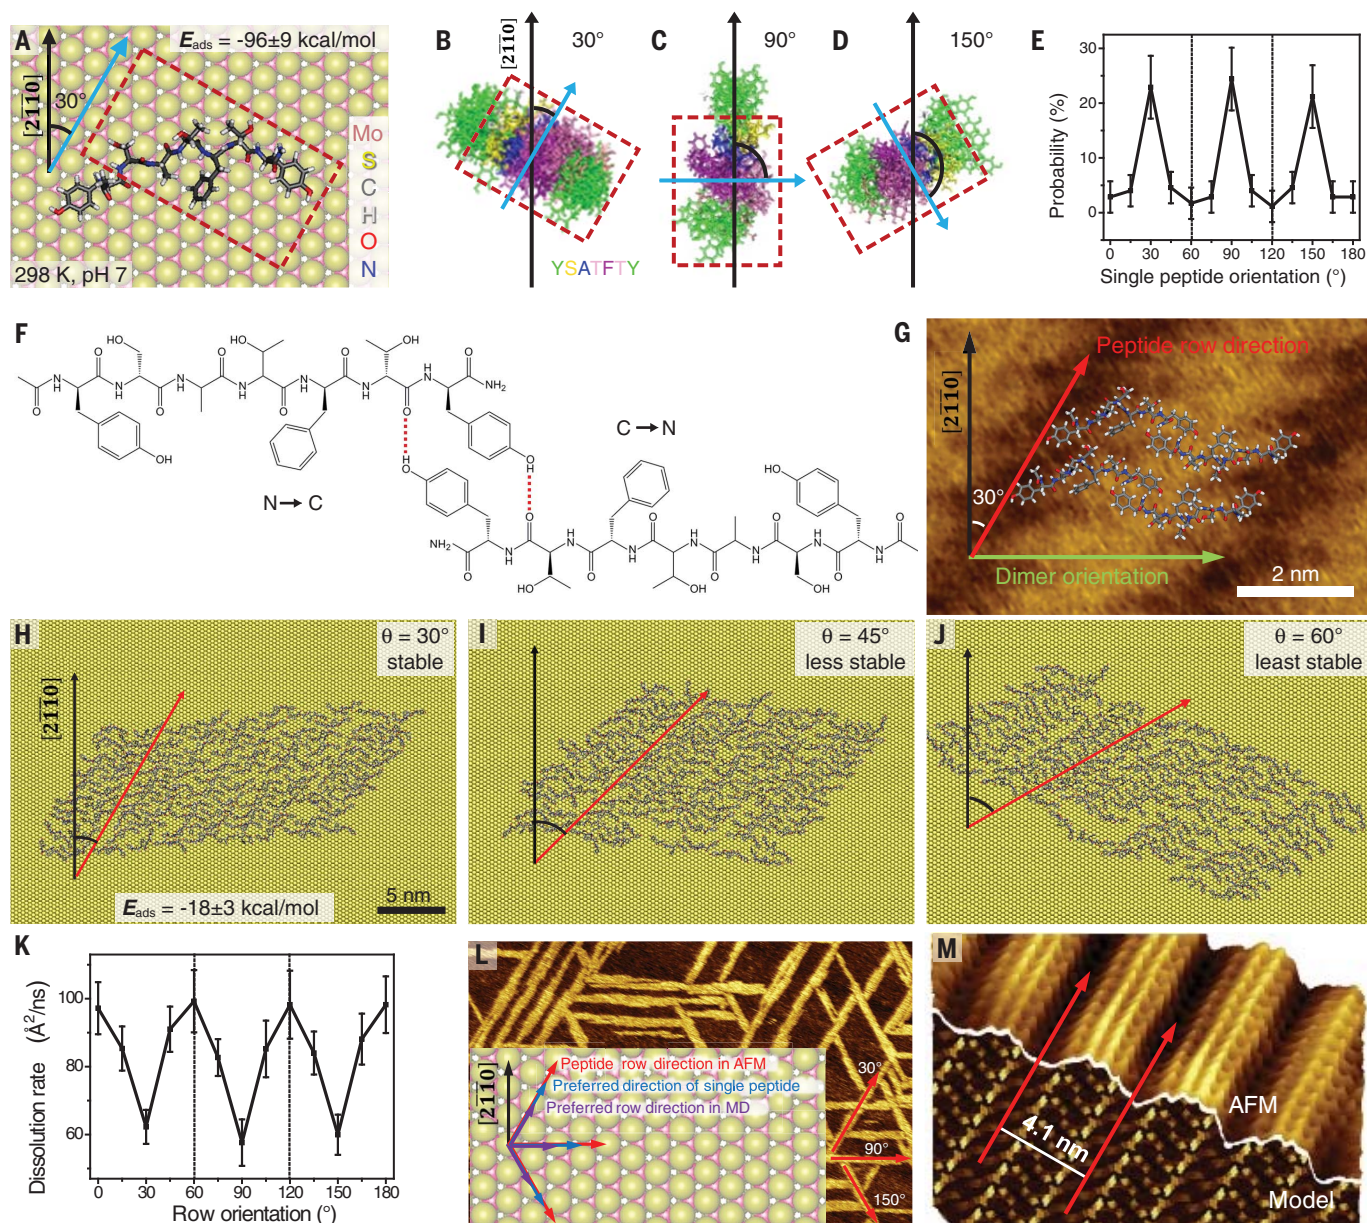 A
[2110]
30°
E_ads = -96±9 kcal/mol
Mo
S
C
H
O
N
298 K, pH 7
B
[2110]
30°
C
90°
D
150°
YSATFTY
E
Probability (%)
30
20
10
0
0 30 60 90 120 150 180
Single peptide orientation (°)
F
HO
O
H
N
O
HO
O
H
N
O
HO
O
H
N
O
NH₂
O
N
H
N
H
N
H
N
H
O
O
O
OH
O
H
H
O
N → C
C → N
HO
NH₂
O
H
N
O
H
N
O
H
N
O
H
N
O
N
H
O
N
H
O
N
H
O
HO
OH
OH
G
[2110]
Peptide row direction
30°
Dimer orientation
2 nm
H
θ = 30°
stable
[2110]
E_ads = -18±3 kcal/mol
5 nm
I
θ = 45°
less stable
J
θ = 60°
least stable
K
Dissolution rate (Å²/ns)
100
80
60
0 30 60 90 120 150 180
Row orientation (°)
L
[2110]
Peptide row direction in AFM
Preferred direction of single peptide
Preferred row direction in MD
30°
90°
150°
M
AFM
4.1 nm
Model